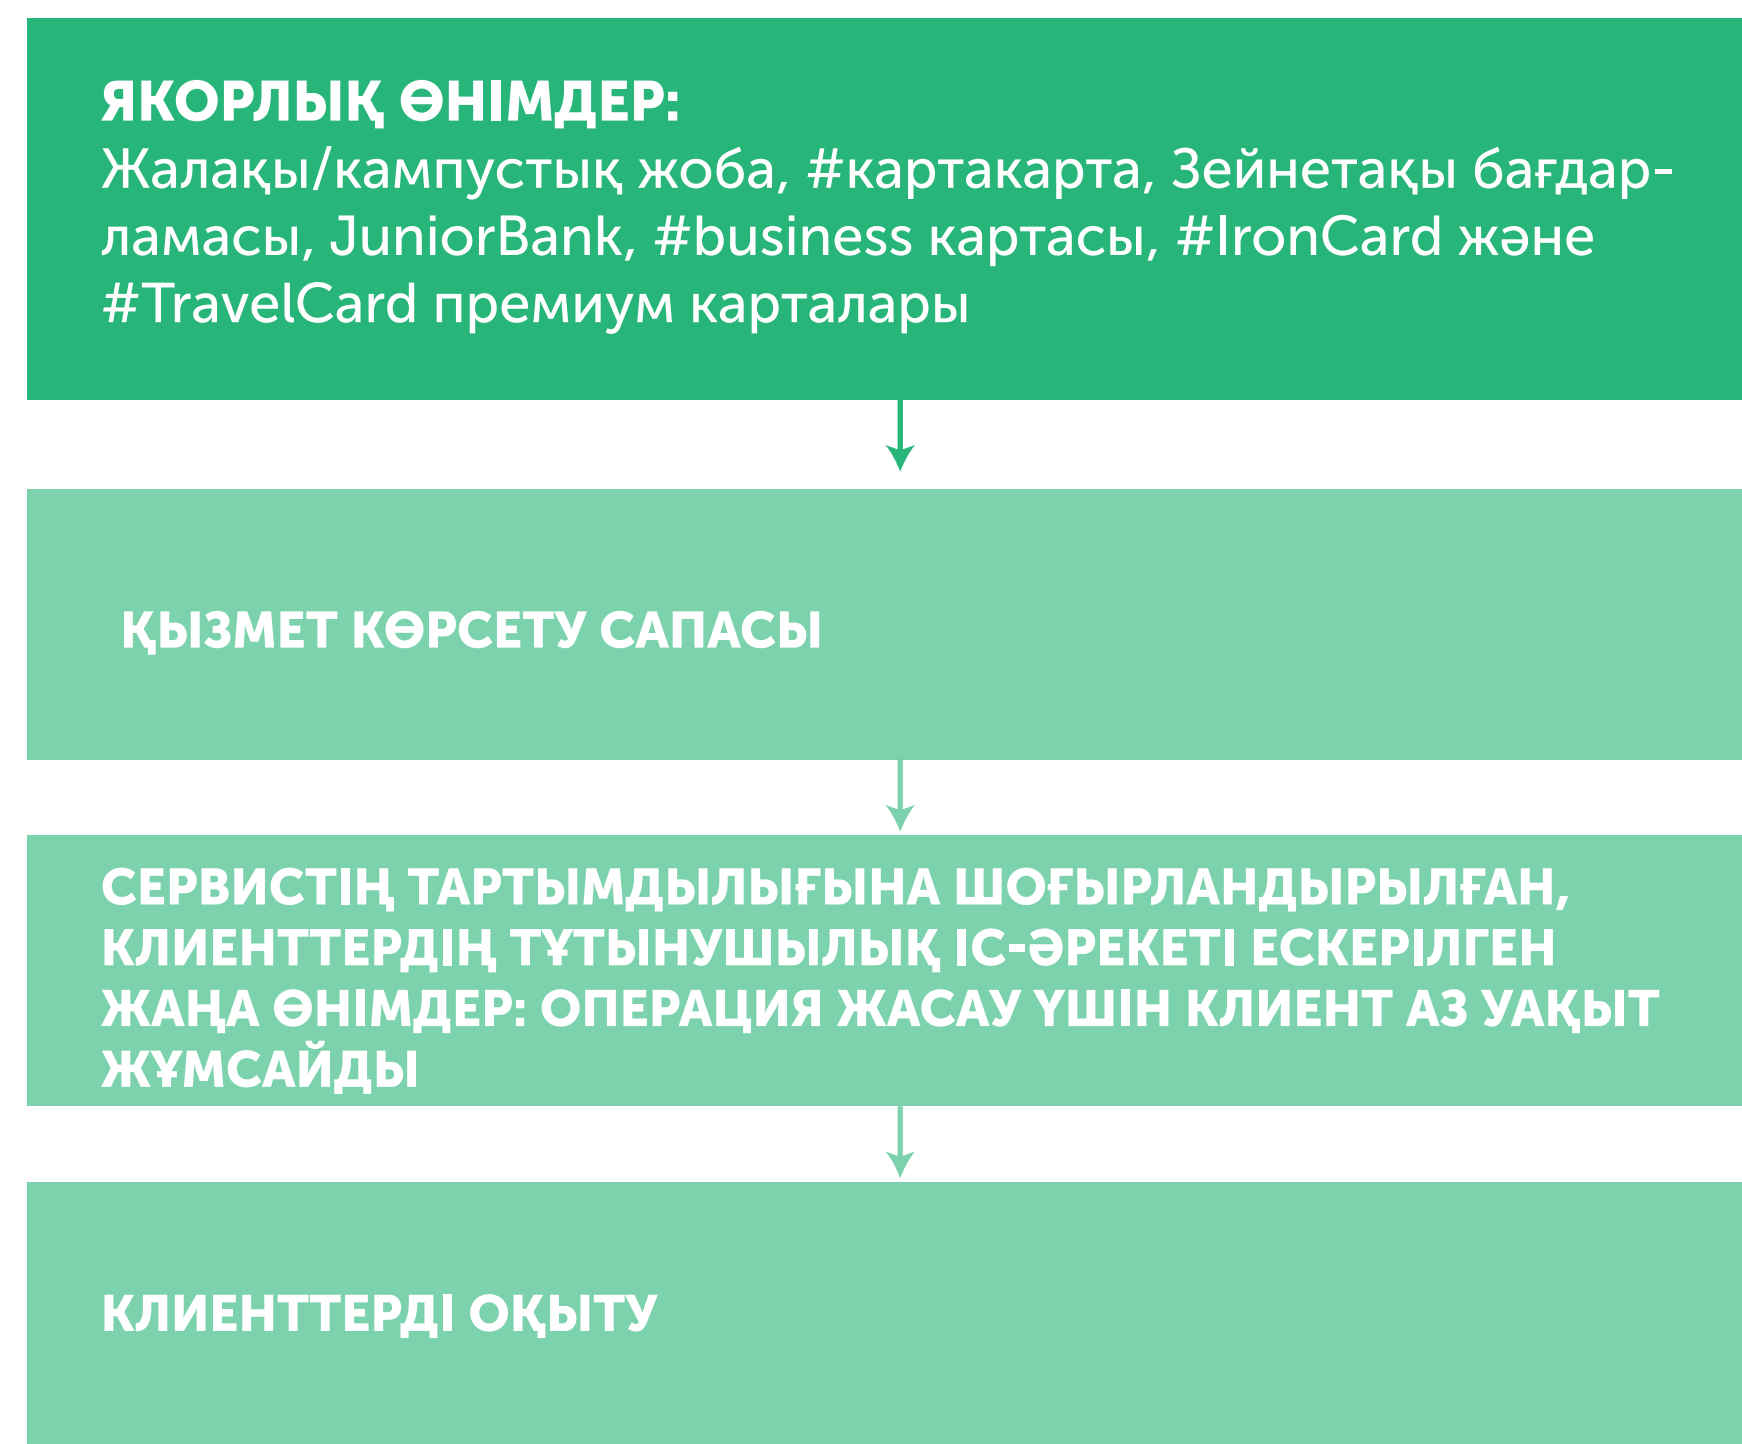 ЯКОРЛЫҚ ӨНІМДЕР:
Жалақы/кампустық жоба, #картакарта, Зейнетақы бағдар-
ламасы, JuniorBank, #business картасы, #IronCard және
#TravelCard премиум карталары
ҚЫЗМЕТ КӨРСЕТУ САПАСЫ
СЕРВИСТІҢ ТАРТЫМДЫЛЫҒЫНА ШОҒЫРЛАНДЫРЫЛҒАН,
КЛИЕНТТЕРДІҢ ТҰТЫНУШЫЛЫҚ ІС-ӘРЕКЕТІ ЕСКЕРІЛГЕН
ЖАҢА ӨНІМДЕР: ОПЕРАЦИЯ ЖАСАУ ҮШІН КЛИЕНТ АЗ УАҚЫТ
ЖҰМСАЙДЫ
КЛИЕНТТЕРДІ ОҚЫТУ